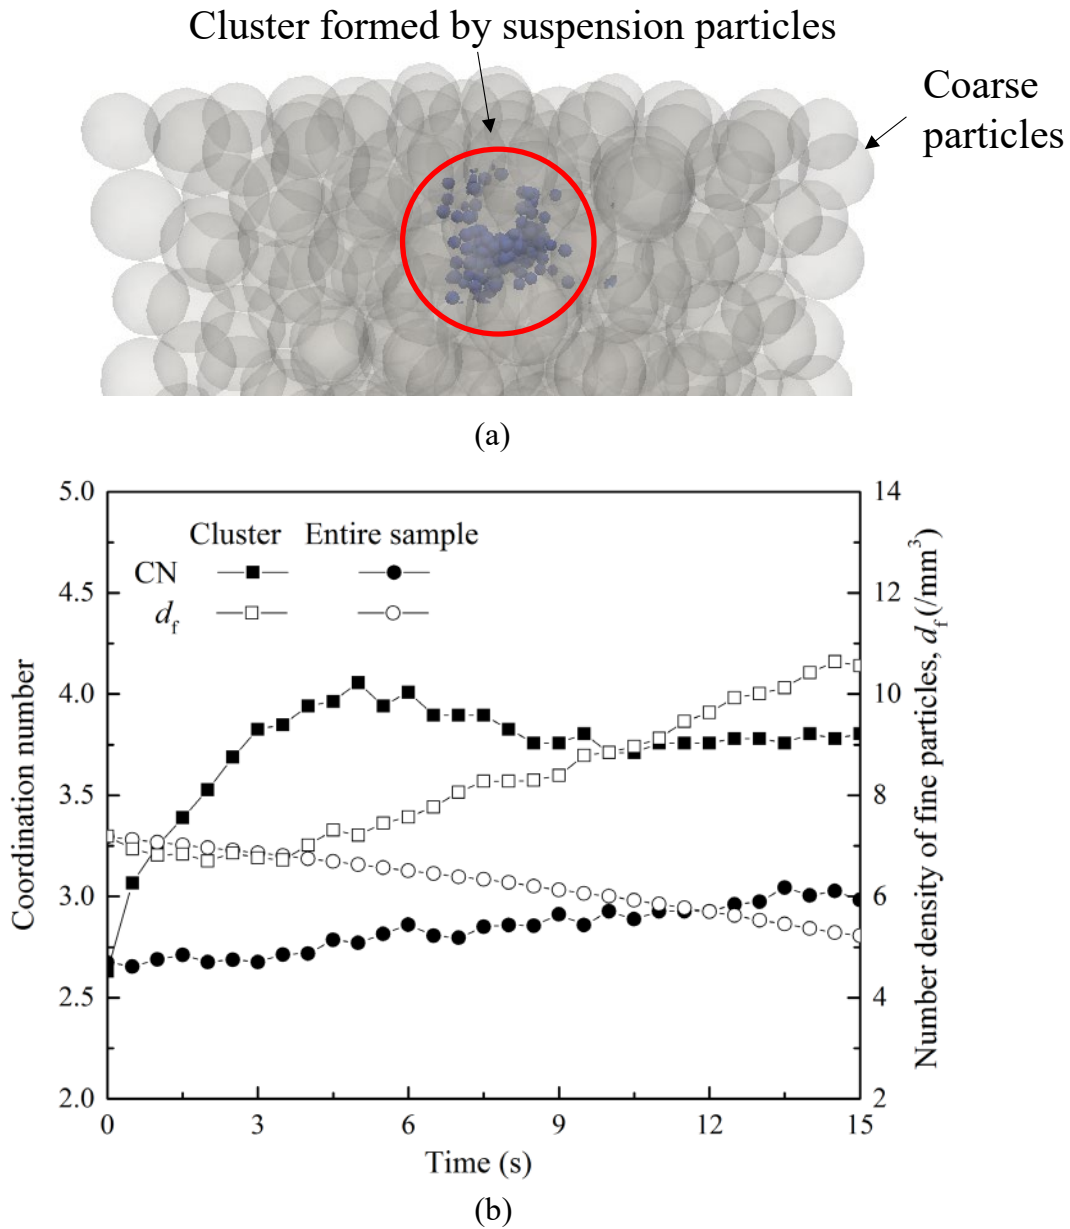 Cluster formed by suspension particles
Coarse
particles
(a)
Cluster Entire sample
CN
d_f
5.0
4.5
4.0
3.5
3.0
2.5
2.0
Coordination number
14
12
10
8
6
4
2
Number density of fine particles, d_f (/mm³)
0 3 6 9 12 15
Time (s)
(b)